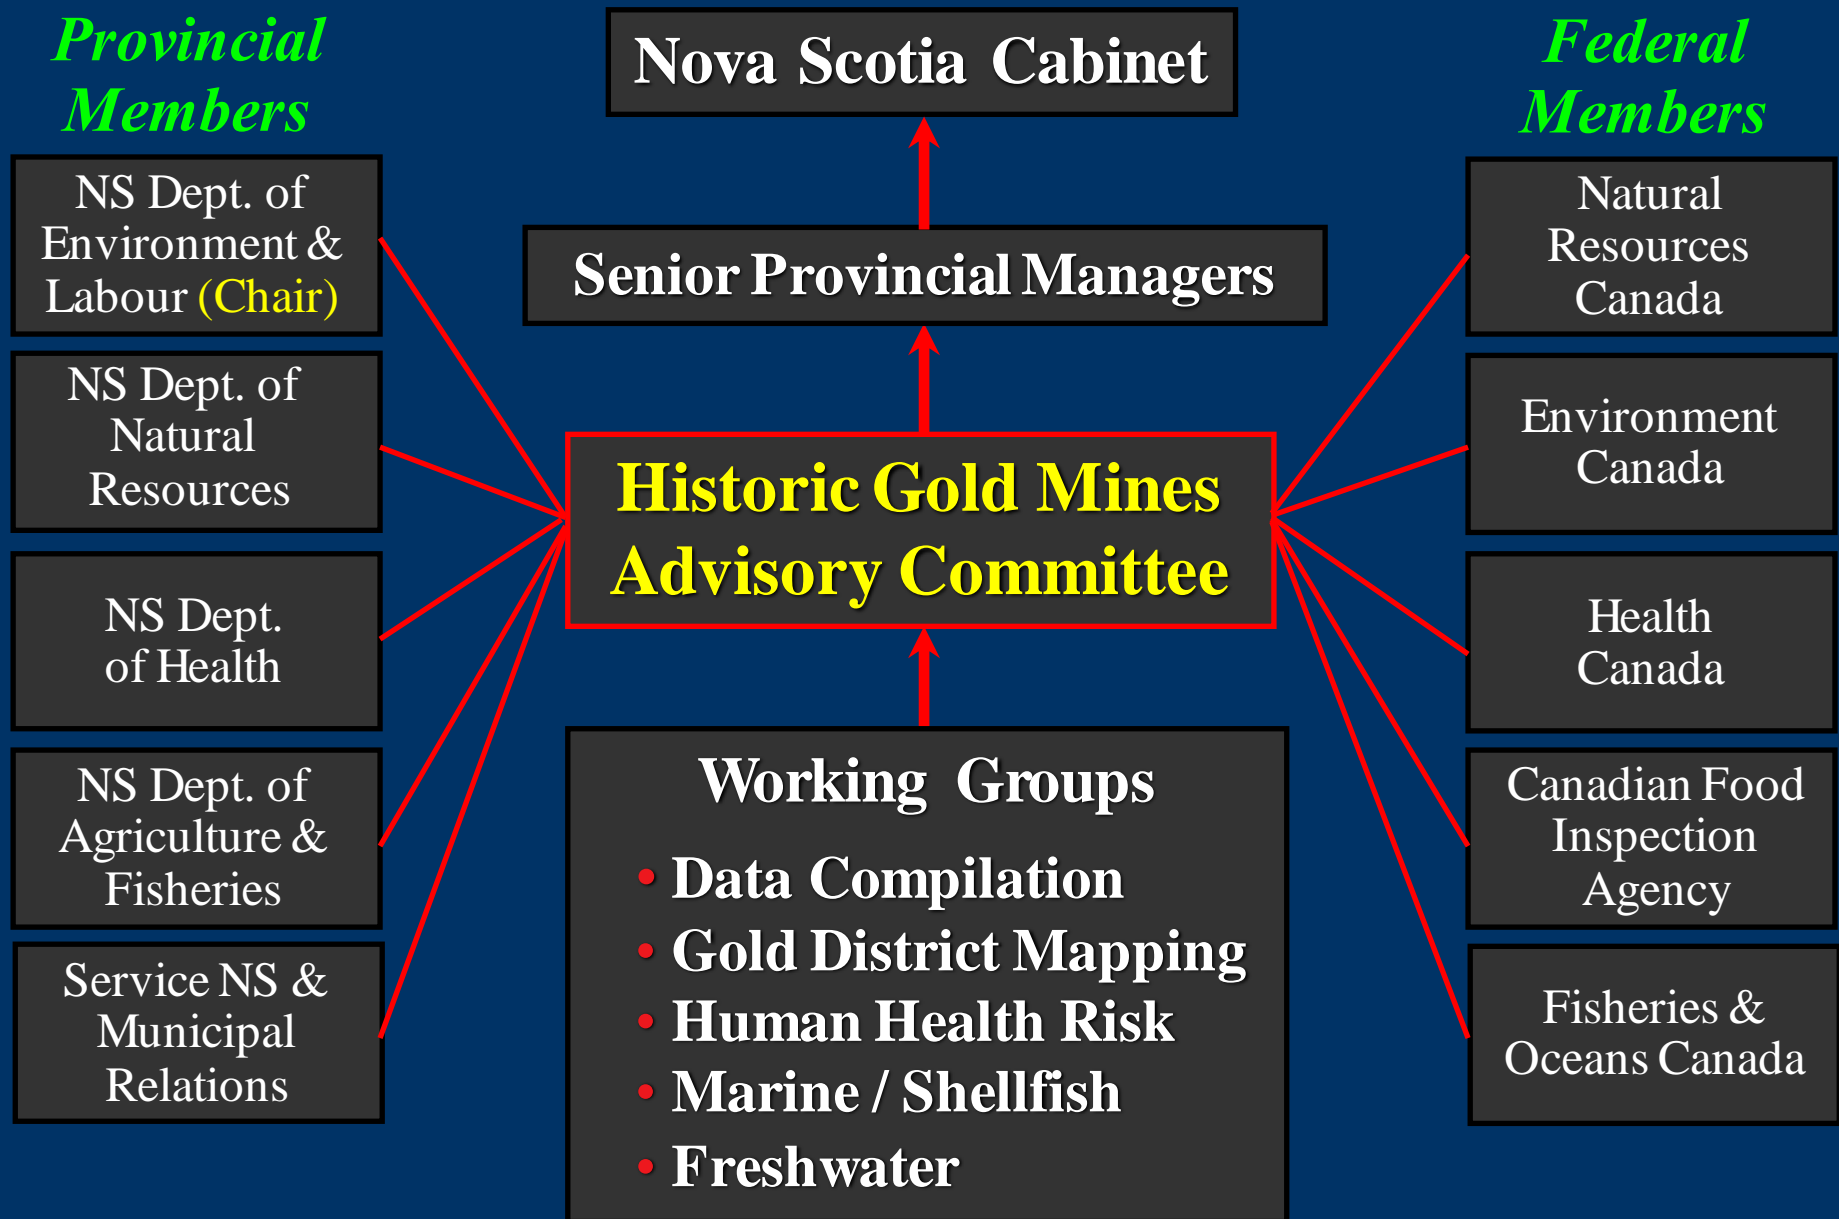 Provincial
Members
NS Dept. of
Environment &
Labour (Chair)
NS Dept. of
Natural
Resources
NS Dept.
of Health
NS Dept. of
Agriculture &
Fisheries
Service NS &
Municipal
Relations
Nova Scotia Cabinet
Senior Provincial Managers
Historic Gold Mines
Advisory Committee
Working Groups
• Data Compilation
• Gold District Mapping
• Human Health Risk
• Marine / Shellfish
• Freshwater
Federal
Members
Natural
Resources
Canada
Environment
Canada
Health
Canada
Canadian Food
Inspection
Agency
Fisheries &
Oceans Canada